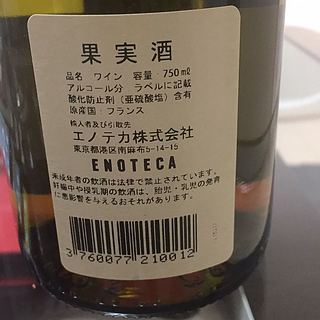 果実酒
品名 ワイン 容量・750mℓ
アルコール分 ラベルに記載
酸化防止剤（亜硫酸塩）含有
原産国：フランス
輸入者及び引取先
エノテカ株式会社
東京都港区南麻布5-14-15
ENOTECA
未成年者の飲酒は法律で禁止されています。
妊娠中や授乳期の飲酒は、胎児・乳児の発育
に悪影響を与えるおそれがあります。
3 760077 210012